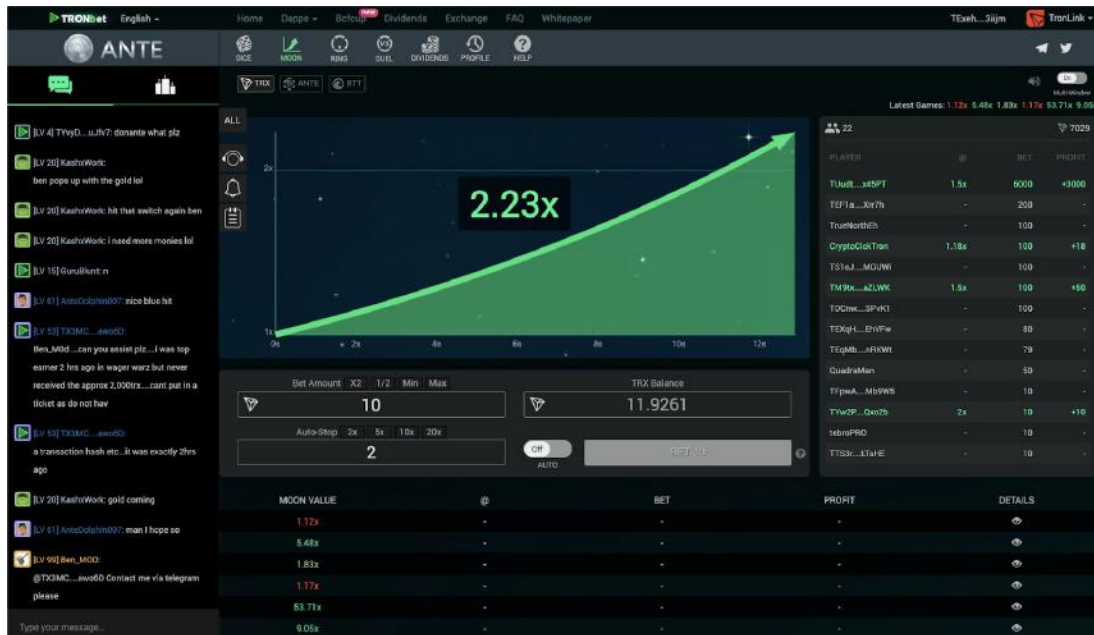 TRONbet English
Home Dapps Befcup new Dividends Exchange FAQ Whitepaper
TExeh....3iijm TronLink
ANTE
DICE MOON RING DUEL DIVIDENDS PROFILE HELP
TRX ANTE BTT
On
Multi Window
Latest Games: 1.12x 5.48x 1.83x 1.17x 53.71x 9.05
[LV 4] TYvyD....uJfv7: donante what plz
[LV 20] KashxWork:
ben pops up with the gold lol
[LV 20] KashxWork: hit that switch again ben
[LV 20] KashxWork: i need more monies lol
[LV 15] GuruBlunt: n
[LV 61] AnteDolphin007: nice blue hit
[LV 53] TX3MC....awo6D:
Ben_M0d ....can you assist plz....i was top
earner 2 hrs ago in wager warz but never
received the approx 2,000trx....cant put in a
ticket as do not hav
[LV 53] TX3MC....awo6D:
a transaction hash etc...it was exactly 2hrs
ago
[LV 20] KashxWork: gold coming
[LV 61] AnteDolphin007: man I hope so
[LV 99] Ben_MOD:
@TX3MC....awo6D Contact me via telegram
please
Type your message..
ALL
2x
2.23x
1x
0s 2s 4s 6s 8s 10s 12s
Bet Amount X2 1/2 Min Max
10
TRX Balance
11.9261
Auto-Stop 2x 5x 10x 20x
2
Off
AUTO
BET 10
22 7029
PLAYER @ BET PROFIT
TUudt....x45PT 1.5x 6000 +3000
TEF1a....Xrr7h - 200 -
TrueNorthEh - 100 -
CryptoClokTron 1.18x 100 +18
TS1eJ....MGUWi - 100 -
TM9tx....aZLWK 1.5x 100 +50
TDCnw....SPvK1 - 100 -
TEXqH....EhVFw - 80 -
TEqMb....nRKWt - 79 -
QuadraMan - 50 -
TFpwA....Mb9W5 - 10 -
TYw2P....Qxo2b 2x 10 +10
tebroPRO - 10 -
TTS3r....LTaHE - 10 -
MOON VALUE @ BET PROFIT DETAILS
1.12x - - -
5.48x - - -
1.83x - - -
1.17x - - -
53.71x - - -
9.05x - - -